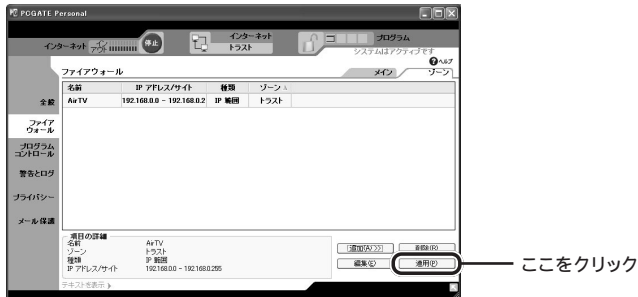 PCGATE Personal
インターネット
停止
インターネット
トラスト
プログラム
システムはアクティブです
ヘルプ
ファイアウォール
メイン
ゾーン
名前 IP アドレス/サイト 種類 ゾーン
AirTV 192.168.0.0 - 192.168.0.2 IP 範囲 トラスト
全般
ファイア
ウォール
プログラム
コントロール
警告とログ
プライバシー
メール保護
項目の詳細
名前 AirTV
ゾーン トラスト
種類 IP 範囲
IP アドレス/サイト 192.168.0.0 - 192.168.0.255
追加(A) >>
削除(R)
編集(E)
適用(P)
テキストを表示
ここをクリック